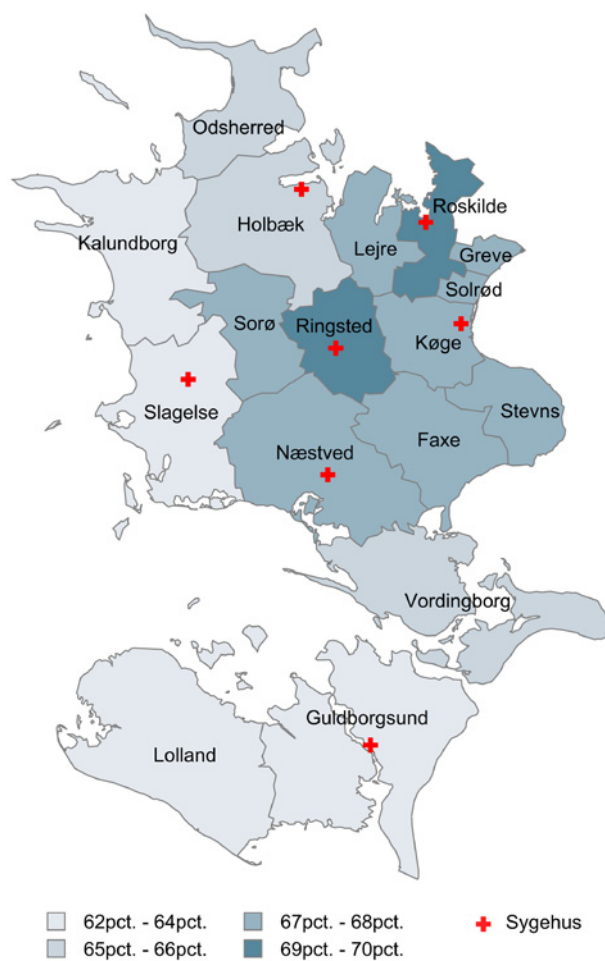 Odsherred
Roskilde
Holbæk
Kalundborg
Lejre
Greve
Solrød
Sorø
Ringsted
Køge
Slagelse
Stevns
Næstved
Faxe
Vordingborg
Guldborgsund
Lolland
62pct. - 64pct.
67pct. - 68pct.
Sygehus
65pct. - 66pct.
69pct. - 70pct.